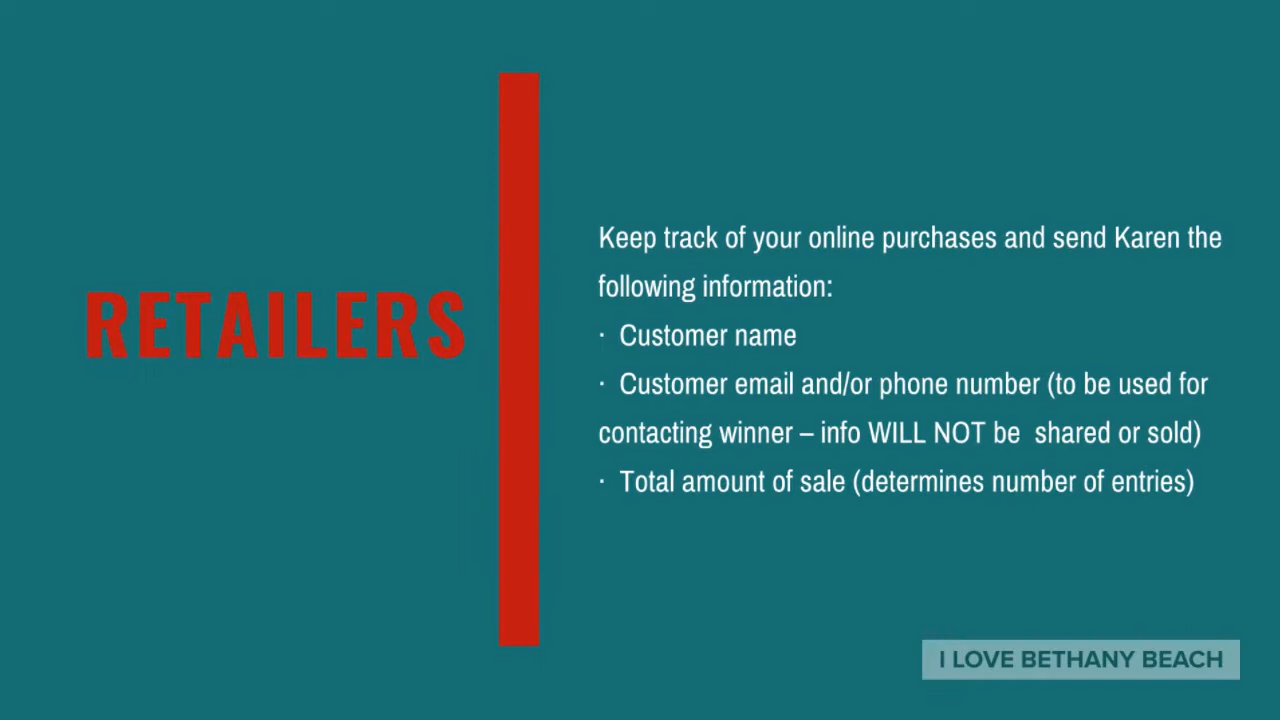 RETAILERS
Keep track of your online purchases and send Karen the
following information:
· Customer name
· Customer email and/or phone number (to be used for
contacting winner – info WILL NOT be  shared or sold)
· Total amount of sale (determines number of entries)
I LOVE BETHANY BEACH